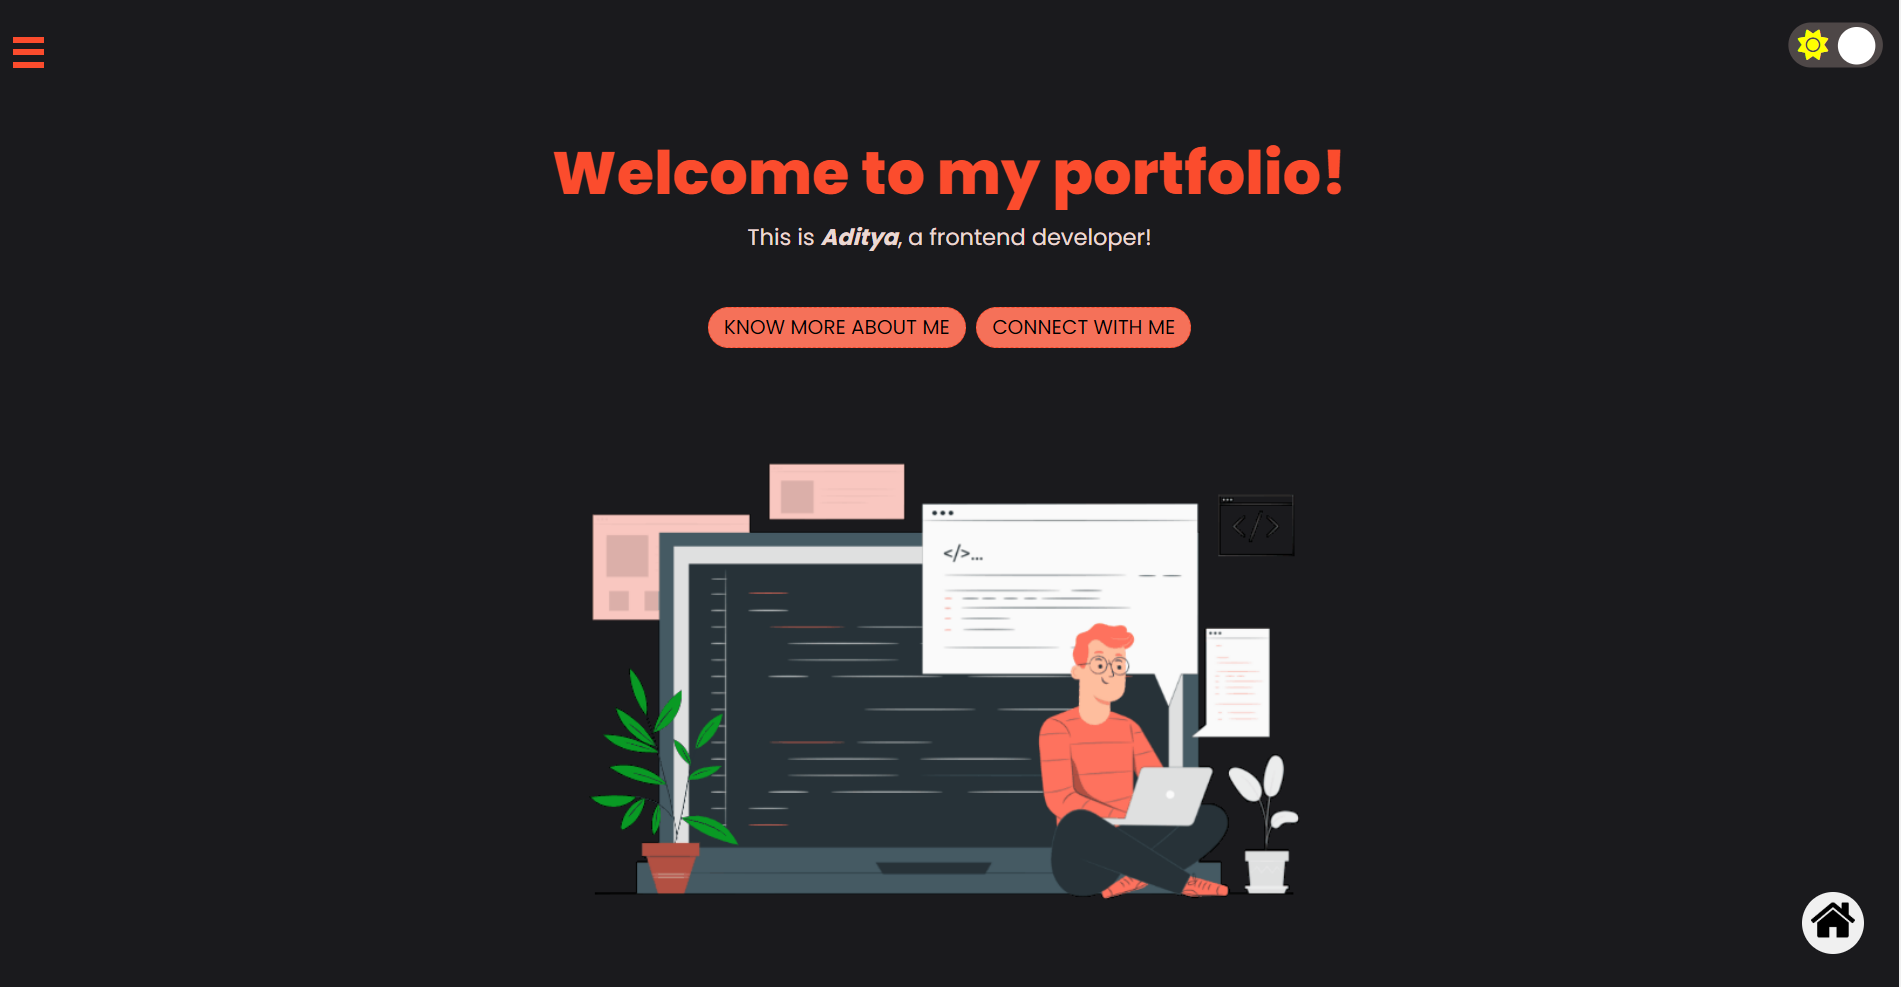 Welcome to my portfolio!
This is Aditya, a frontend developer!
KNOW MORE ABOUT ME
CONNECT WITH ME
</>...
</>